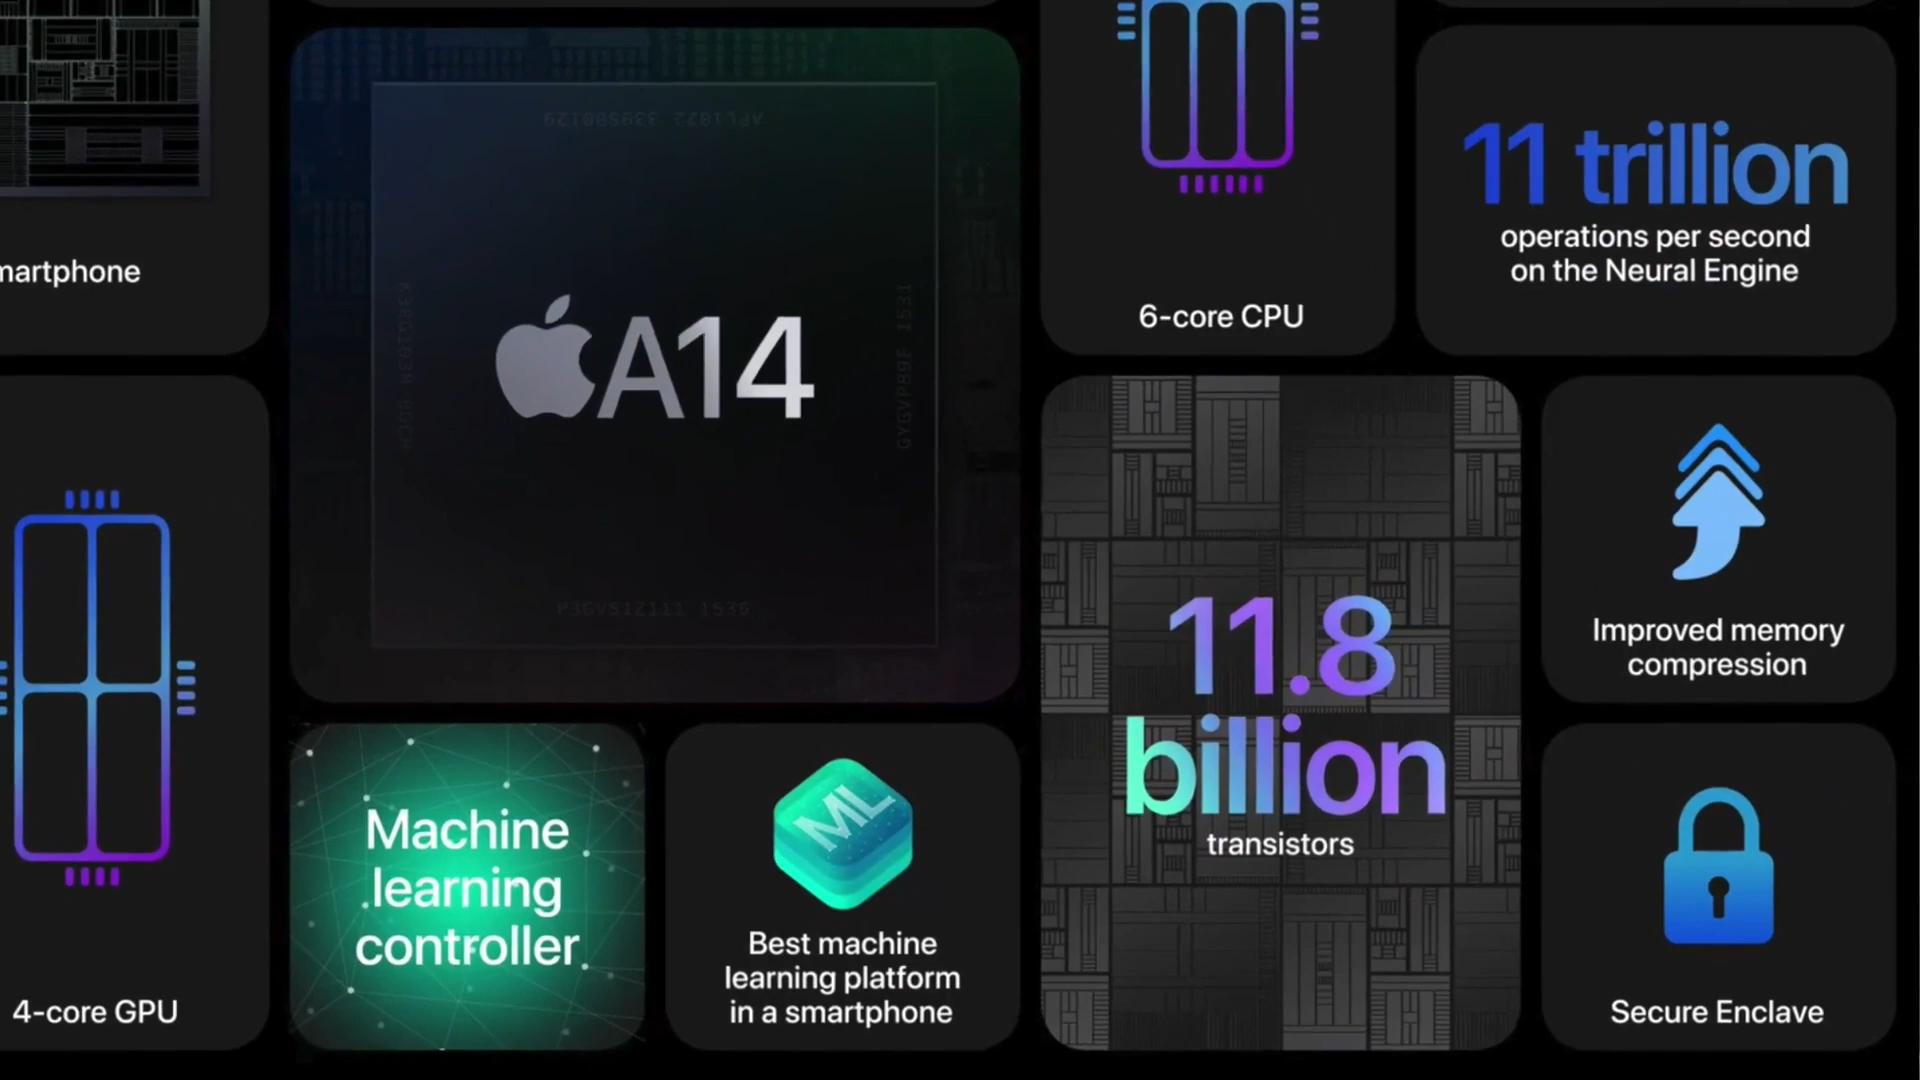 martphone
4-core GPU
A14
Machine
learning
controller
ML
Best machine
learning platform
in a smartphone
6-core CPU
11 trillion
operations per second
on the Neural Engine
11.8
billion
transistors
Improved memory
compression
Secure Enclave